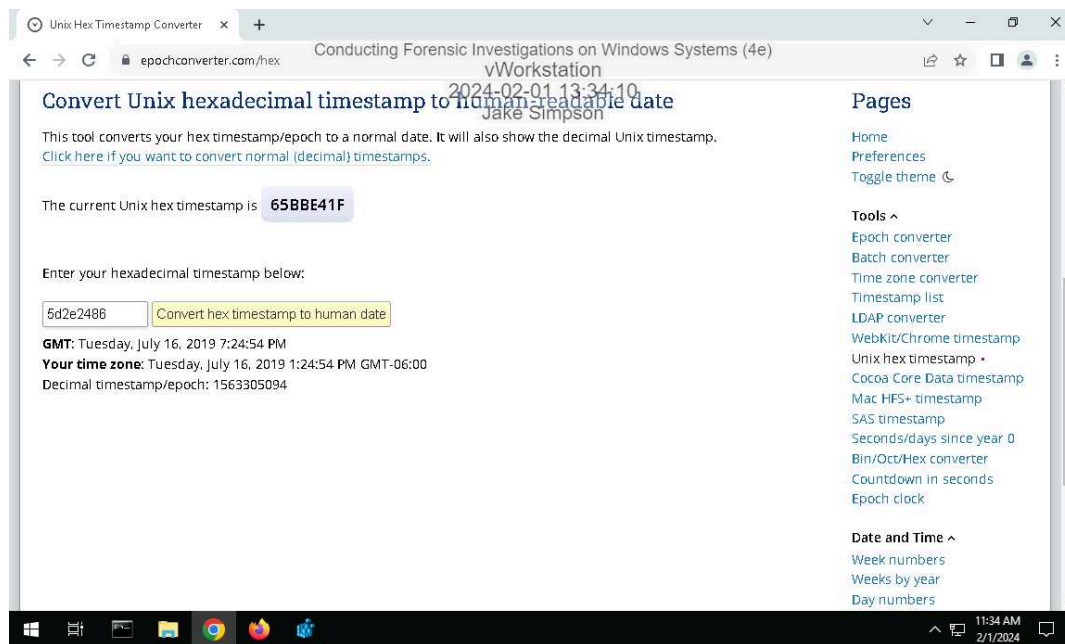 Unix Hex Timestamp Converter
epochconverter.com/hex
Conducting Forensic Investigations on Windows Systems (4e)
vWorkstation
2024-02-01 13:34:10
Jake Simpson
Convert Unix hexadecimal timestamp to human-readable date
This tool converts your hex timestamp/epoch to a normal date. It will also show the decimal Unix timestamp.
Click here if you want to convert normal (decimal) timestamps.
The current Unix hex timestamp is 65BBE41F
Enter your hexadecimal timestamp below:
5d2e2486 Convert hex timestamp to human date
GMT: Tuesday, July 16, 2019 7:24:54 PM
Your time zone: Tuesday, July 16, 2019 1:24:54 PM GMT-06:00
Decimal timestamp/epoch: 1563305094
Pages
Home
Preferences
Toggle theme
Tools
Epoch converter
Batch converter
Time zone converter
Timestamp list
LDAP converter
WebKit/Chrome timestamp
Unix hex timestamp •
Cocoa Core Data timestamp
Mac HFS+ timestamp
SAS timestamp
Seconds/days since year 0
Bin/Oct/Hex converter
Countdown in seconds
Epoch clock
Date and Time
Week numbers
Weeks by year
Day numbers
11:34 AM
2/1/2024